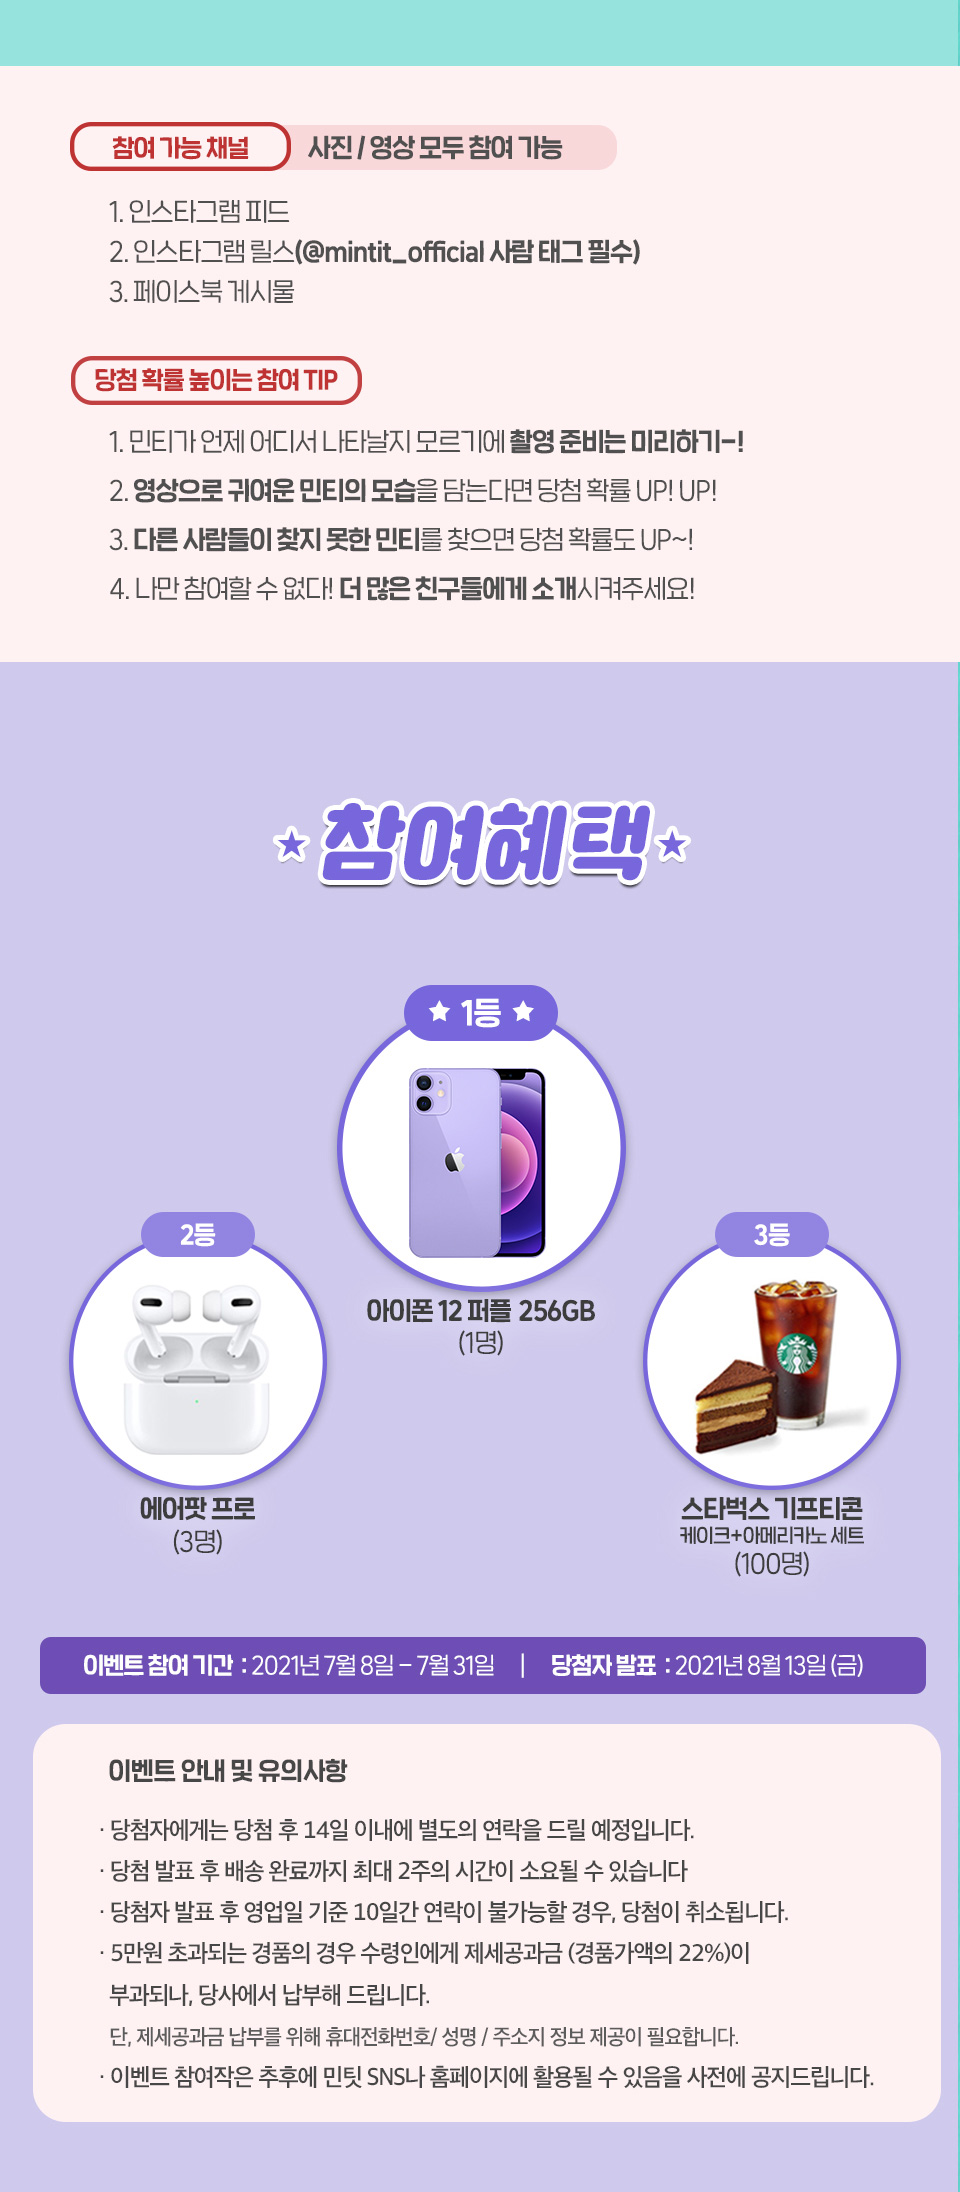 참여 가능 채널 사진 / 영상 모두 참여 가능
1. 인스타그램 피드
2. 인스타그램 릴스(@mintit_official 사람 태그 필수)
3. 페이스북 게시물
당첨 확률 높이는 참여 TIP
1. 민티가 언제 어디서 나타날지 모르기에 촬영 준비는 미리하기-!
2. 영상으로 귀여운 민티의 모습을 담는다면 당첨 확률 UP! UP!
3. 다른 사람들이 찾지 못한 민티를 찾으면 당첨 확률도 UP~!
4. 나만 참여할 수 없다! 더 많은 친구들에게 소개시켜주세요!
참여혜택
1등
아이폰 12 퍼플 256GB
(1명)
2등
에어팟 프로
(3명)
3등
스타벅스 기프티콘
케이크+아메리카노 세트
(100명)
이벤트 참여 기간 : 2021년 7월 8일 - 7월 31일 | 당첨자 발표 : 2021년 8월 13일 (금)
이벤트 안내 및 유의사항
· 당첨자에게는 당첨 후 14일 이내에 별도의 연락을 드릴 예정입니다.
· 당첨 발표 후 배송 완료까지 최대 2주의 시간이 소요될 수 있습니다
· 당첨자 발표 후 영업일 기준 10일간 연락이 불가능할 경우, 당첨이 취소됩니다.
· 5만원 초과되는 경품의 경우 수령인에게 제세공과금 (경품가액의 22%)이
부과되나, 당사에서 납부해 드립니다.
단, 제세공과금 납부를 위해 휴대전화번호/ 성명 / 주소지 정보 제공이 필요합니다.
· 이벤트 참여작은 추후에 민팃 SNS나 홈페이지에 활용될 수 있음을 사전에 공지드립니다.